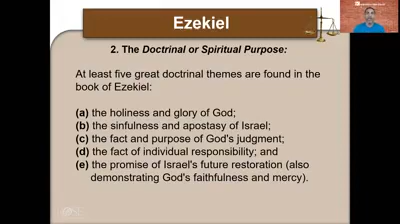 Ezekiel
2. The Doctrinal or Spiritual Purpose:
At least five great doctrinal themes are found in the
book of Ezekiel:
(a) the holiness and glory of God;
(b) the sinfulness and apostasy of Israel;
(c) the fact and purpose of God's judgment;
(d) the fact of individual responsibility; and
(e) the promise of Israel's future restoration (also
demonstrating God's faithfulness and mercy).